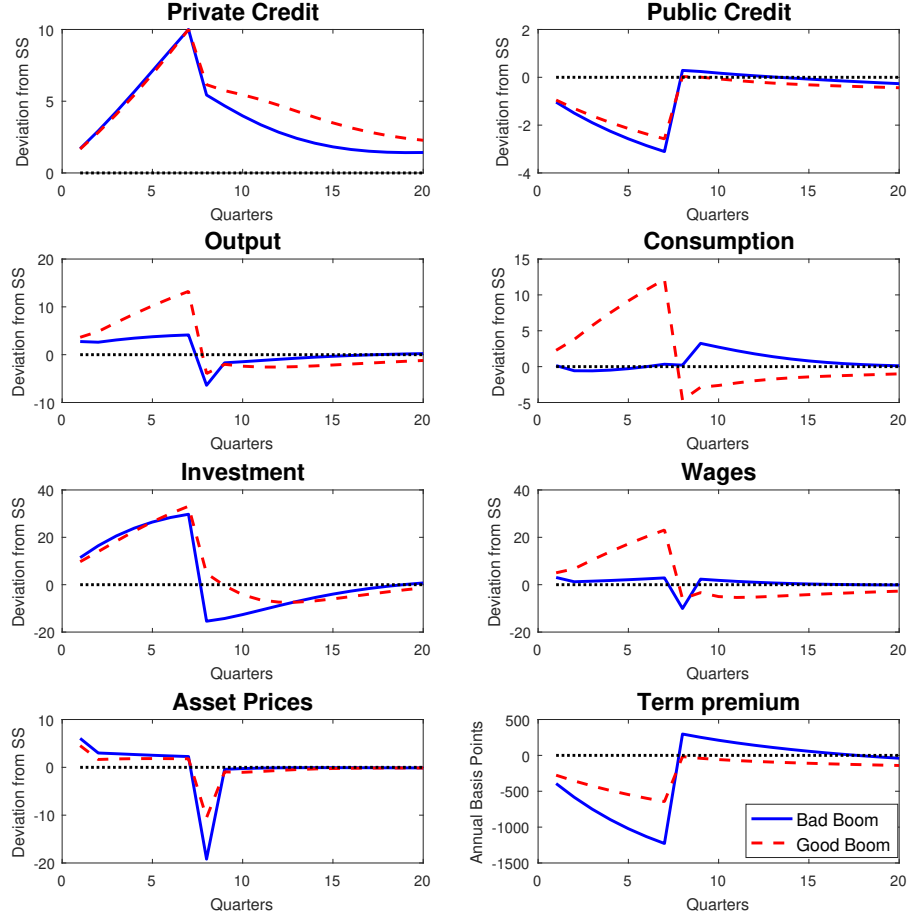 Private Credit
Deviation from SS
10
5
0
0 5 10 15 20
Quarters
Public Credit
Deviation from SS
2
0
-2
-4
0 5 10 15 20
Quarters
Output
Deviation from SS
20
10
0
-10
0 5 10 15 20
Quarters
Consumption
Deviation from SS
15
10
5
0
-5
0 5 10 15 20
Quarters
Investment
Deviation from SS
40
20
0
-20
0 5 10 15 20
Quarters
Wages
Deviation from SS
40
20
0
-20
0 5 10 15 20
Quarters
Asset Prices
Deviation from SS
10
0
-10
-20
0 5 10 15 20
Quarters
Term premium
Annual Basis Points
500
0
-500
-1000
-1500
0 5 10 15 20
Quarters
Bad Boom
Good Boom